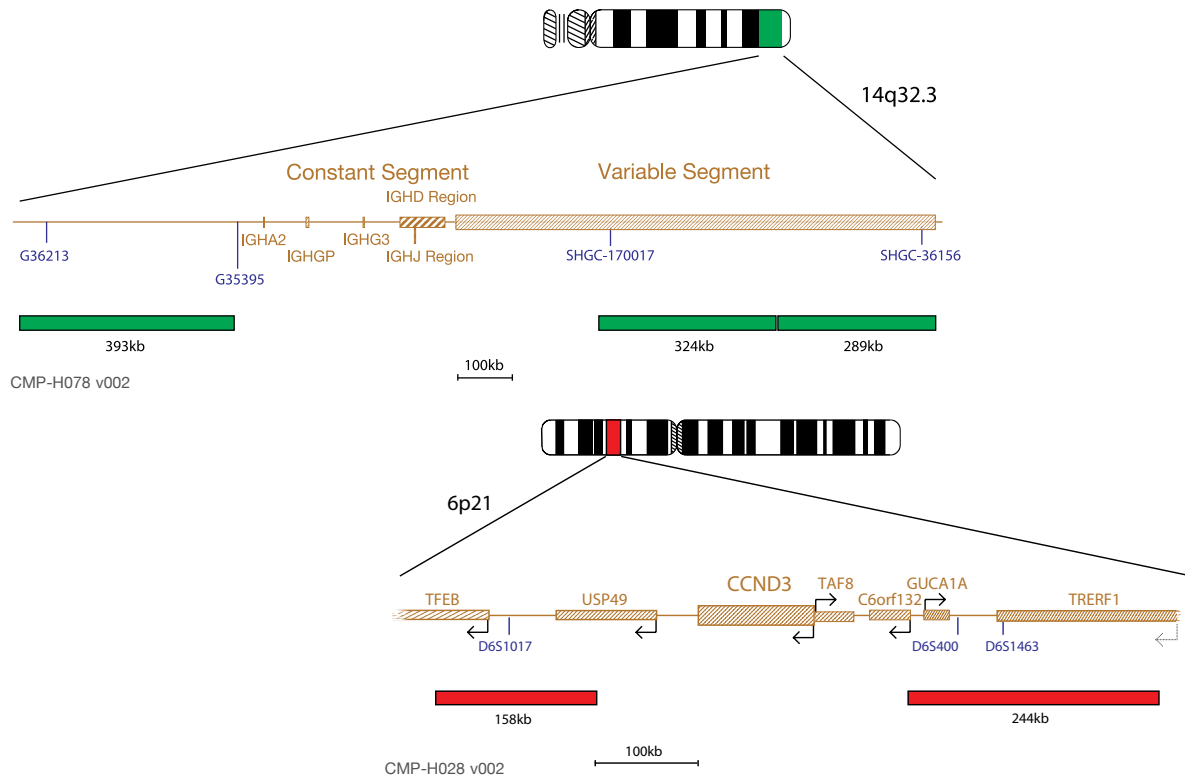 14q32.3
Constant Segment
Variable Segment
IGHD Region
IGHA2
IGHGP
IGHG3
IGHJ Region
G36213
G35395
SHGC-170017
SHGC-36156
393kb
324kb
289kb
100kb
CMP-H078 v002
6p21
TFEB
USP49
CCND3
TAF8
C6orf132
GUCA1A
TRERF1
D6S1017
D6S400
D6S1463
158kb
244kb
100kb
CMP-H028 v002